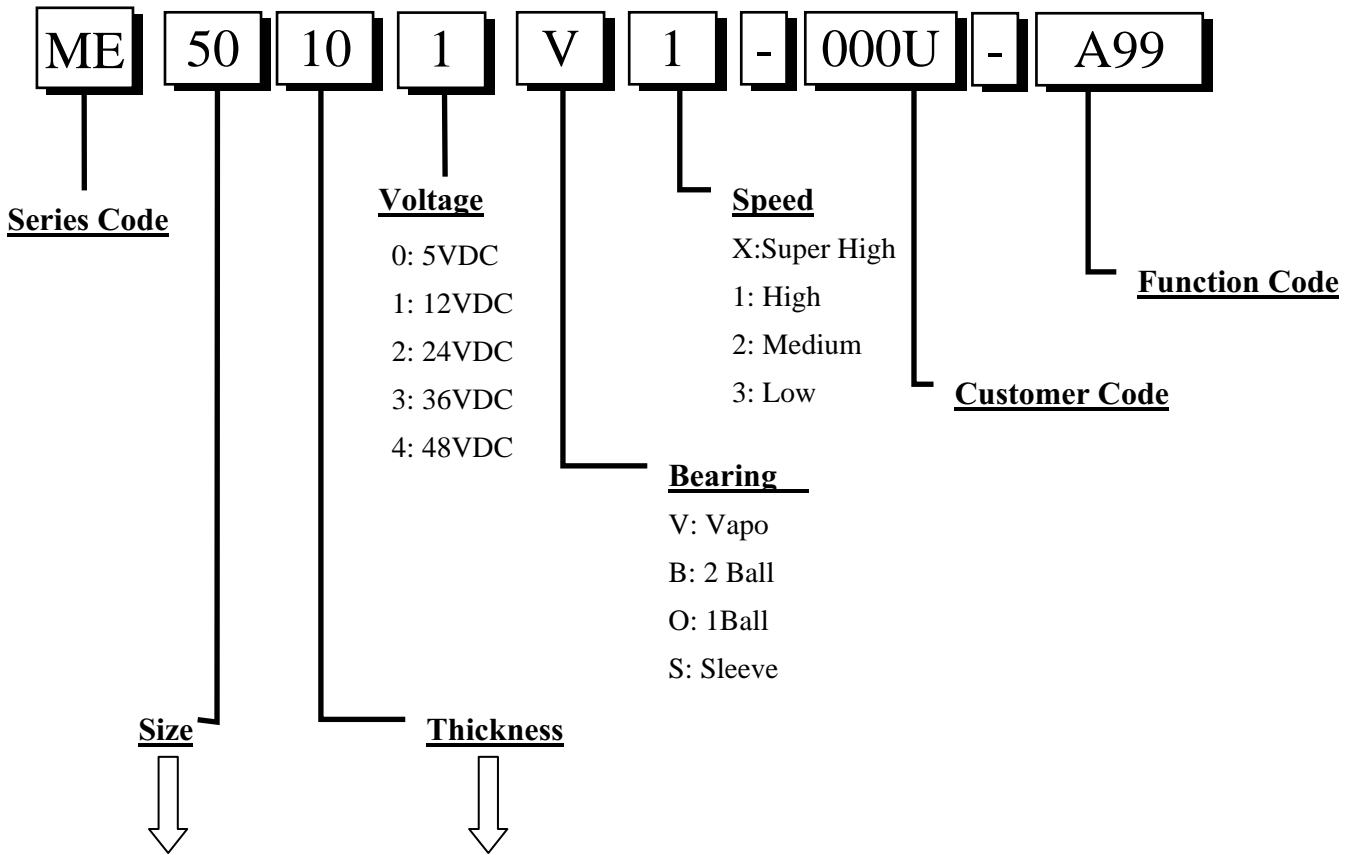 ME 50 10 1 V 1 - 000U - A99
Series Code
Voltage
0: 5VDC
1: 12VDC
2: 24VDC
3: 36VDC
4: 48VDC
Speed
X:Super High
1: High
2: Medium
3: Low
Function Code
Customer Code
Bearing
V: Vapo
B: 2 Ball
O: 1Ball
S: Sleeve
Size
Thickness